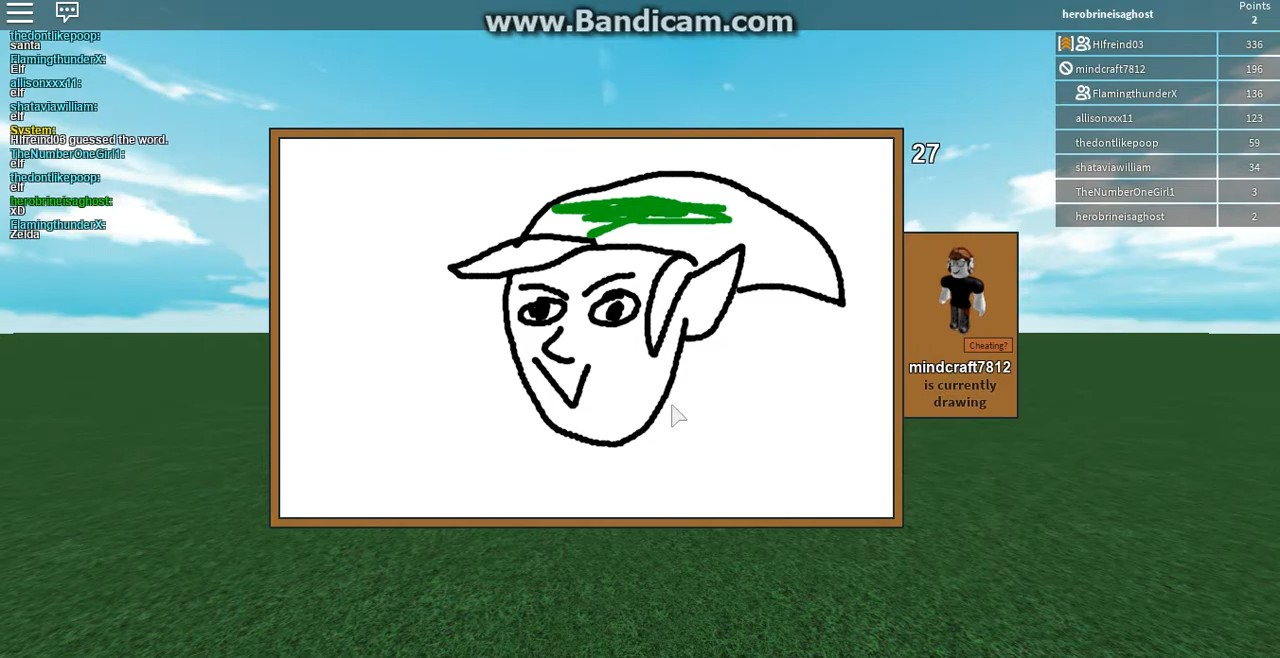 www.Bandicam.com
herobrineisaghost
Points
2
HIfreind03 336
mindcraft7812 196
FlamingthunderX 136
allisonxxx11 123
thedontlikepoop 59
shataviawilliam 34
TheNumberOneGirl1 3
herobrineisaghost 2
thedontlikepoop:
santa
FlamingthunderX:
Elf
allisonxxx11:
elf
shataviawilliam:
elf
System:
HIfreind03 guessed the word.
TheNumberOneGirl1:
elf
thedontlikepoop:
elf
herobrineisaghost:
xD
FlamingthunderX:
Zelda
27
Cheating?
mindcraft7812
is currently
drawing